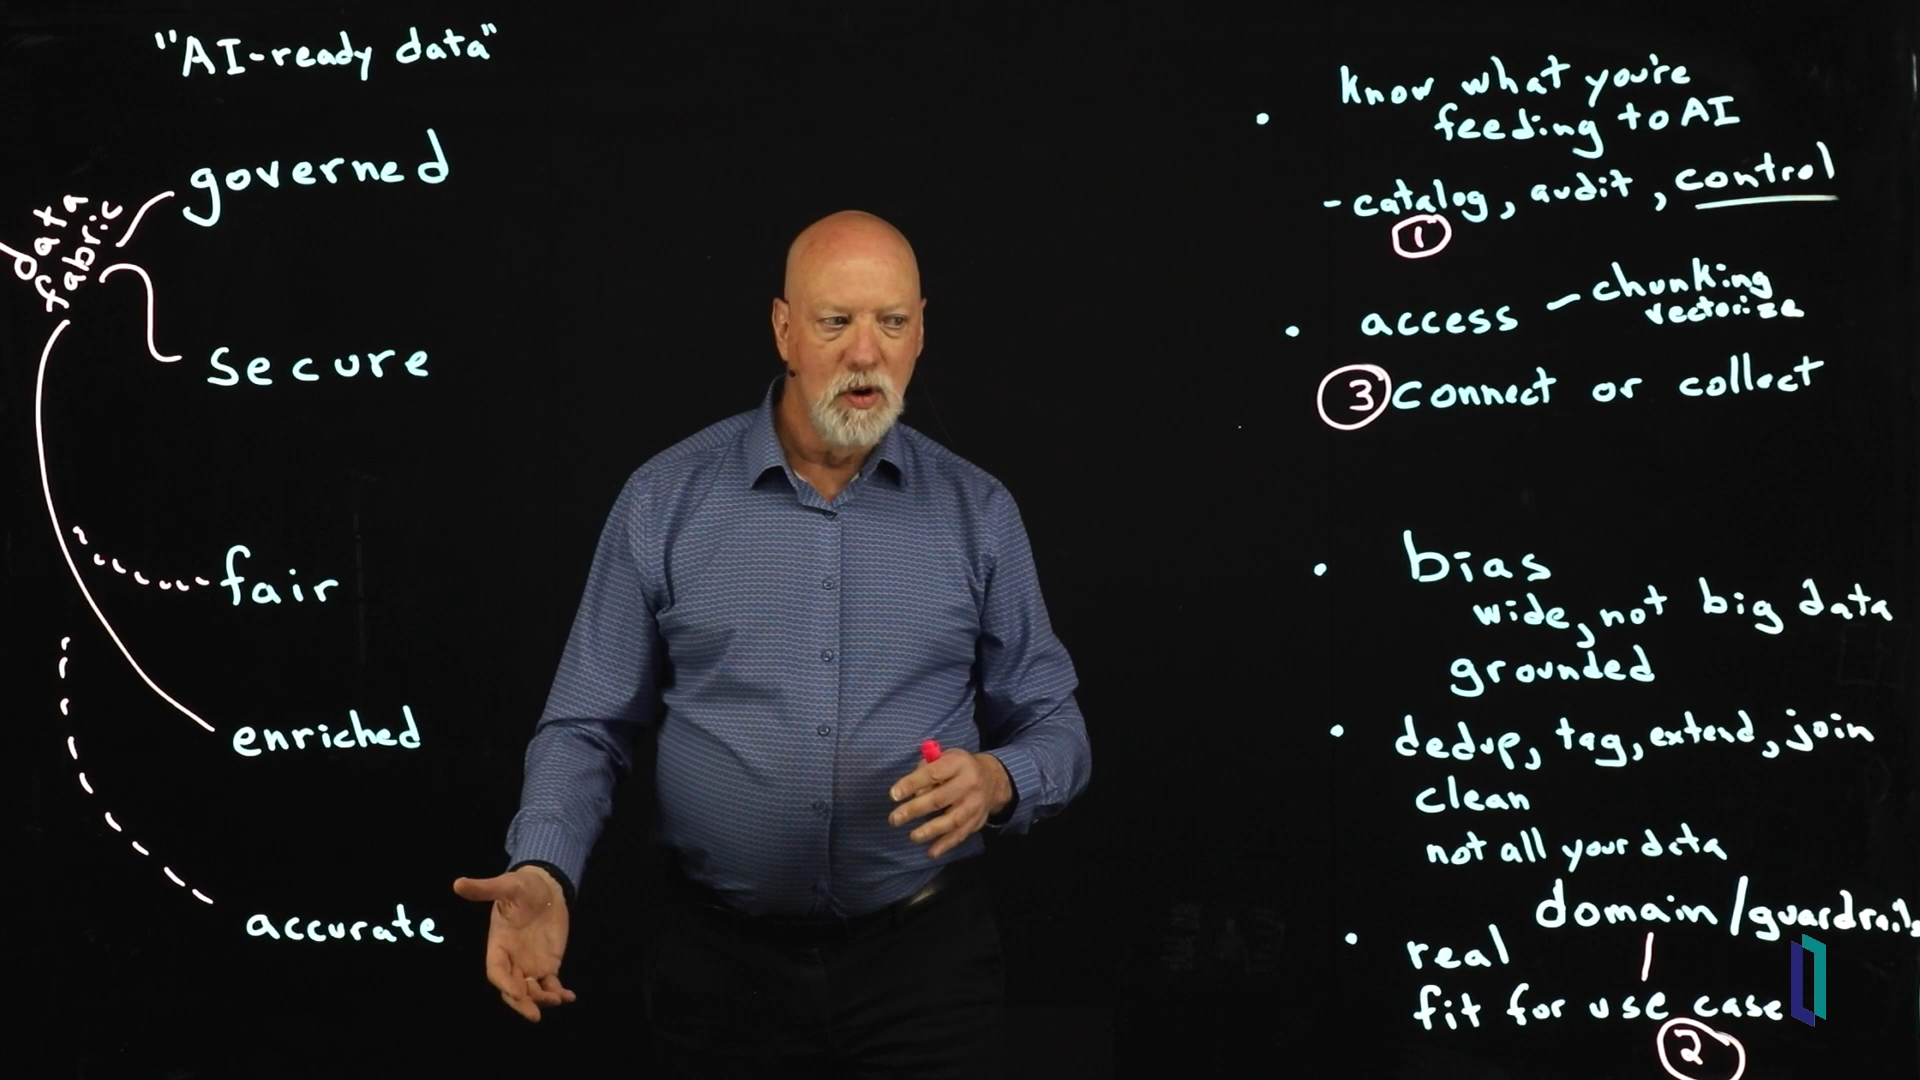 "AI-ready data"
data
fabric
governed
secure
fair
enriched
accurate
• know what you're
feeding to AI
- catalog, audit, control
1
• access - chunking
vectorize
3 connect or collect
• bias
wide, not big data
grounded
• dedup, tag, extend, join
clean
not all your data
domain/guardrails
• real
fit for use case
2